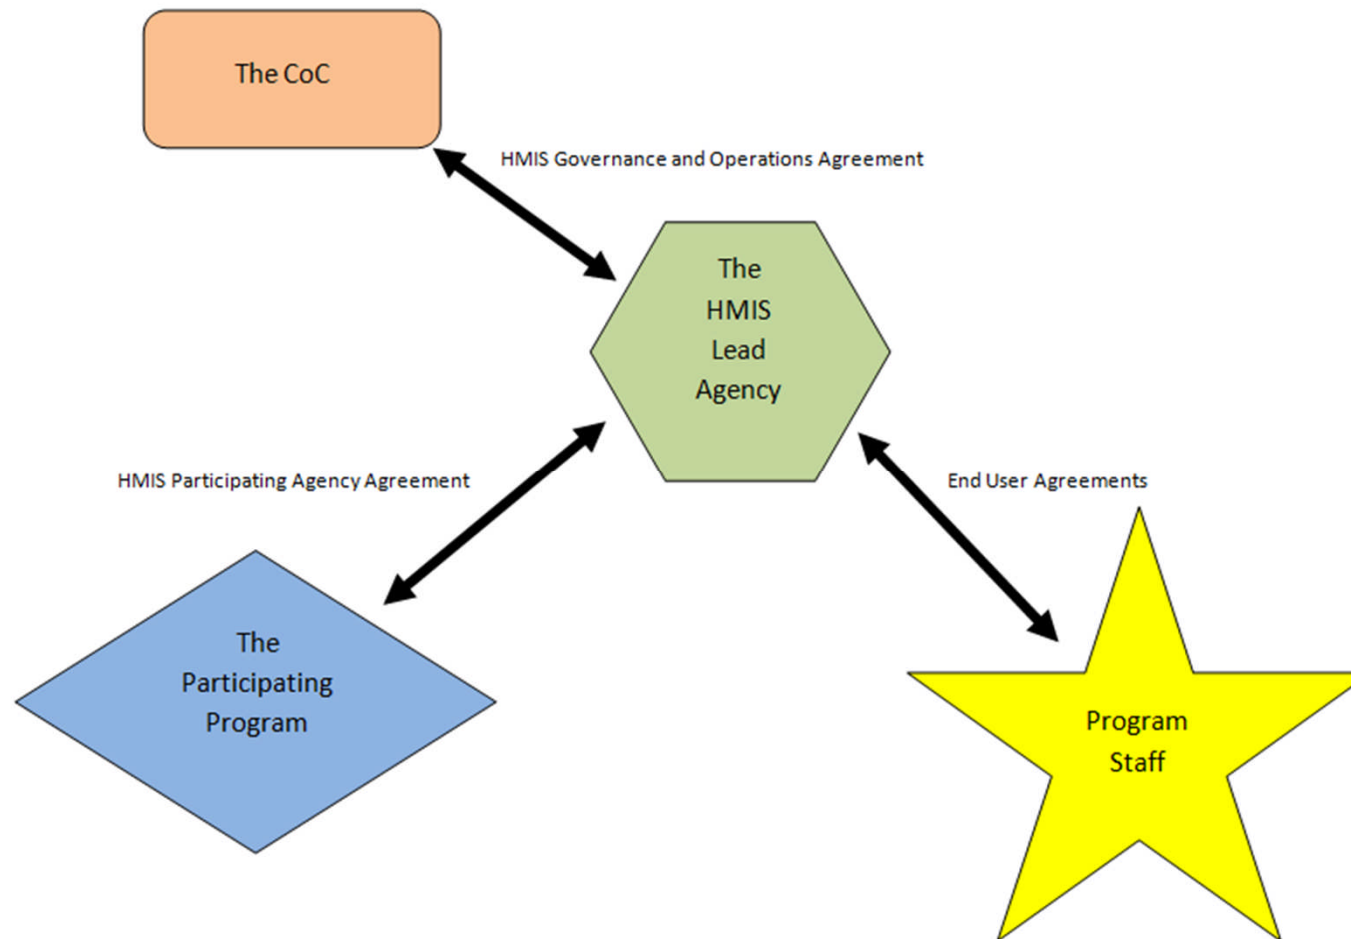 The CoC
HMIS Governance and Operations Agreement
The
HMIS
Lead
Agency
HMIS Participating Agency Agreement
End User Agreements
The
Participating
Program
Program
Staff